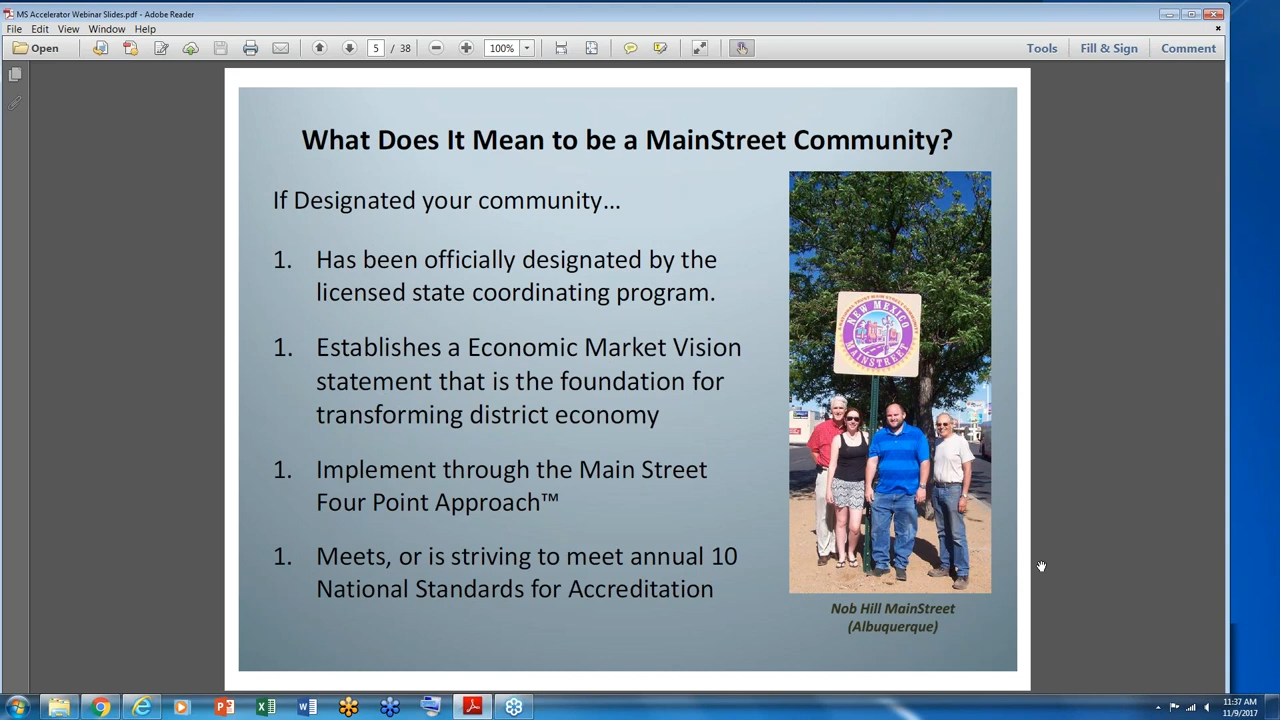 MS Accelerator Webinar Slides.pdf - Adobe Reader
File Edit View Window Help
Open 5 / 38 100% Tools Fill & Sign Comment
What Does It Mean to be a MainStreet Community?
If Designated your community...
1. Has been officially designated by the
licensed state coordinating program.
1. Establishes a Economic Market Vision
statement that is the foundation for
transforming district economy
1. Implement through the Main Street
Four Point Approach™
1. Meets, or is striving to meet annual 10
National Standards for Accreditation
NEW MEXICO
MAINSTREET
Nob Hill MainStreet
(Albuquerque)
11:37 AM
11/9/2017